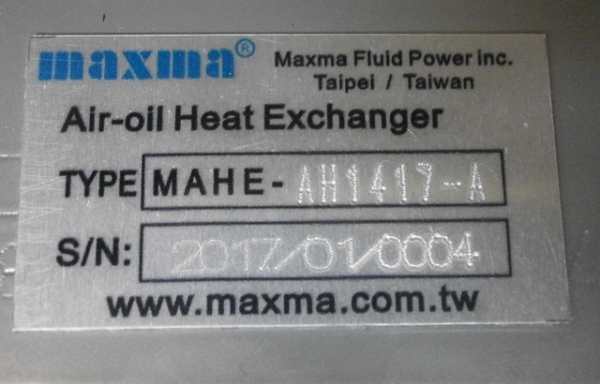 maxma® Maxma Fluid Power inc.
Taipei / Taiwan
Air-oil Heat Exchanger
TYPE MAHE- AH1417-A
S/N: 2017/01/0004
www.maxma.com.tw